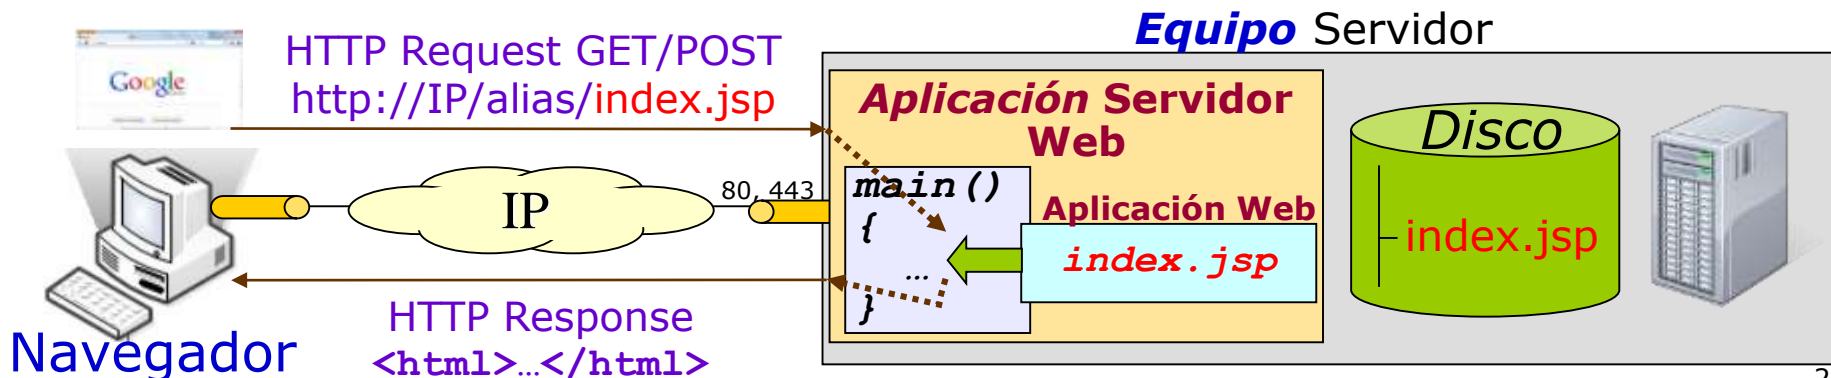 Equipo Servidor
HTTP Request GET/POST
http://IP/alias/index.jsp
Google
Aplicación Servidor
Web
Disco
index.jsp
80, 443
IP
main()
{
…
}
Aplicación Web
index.jsp
HTTP Response
<html>…</html>
Navegador